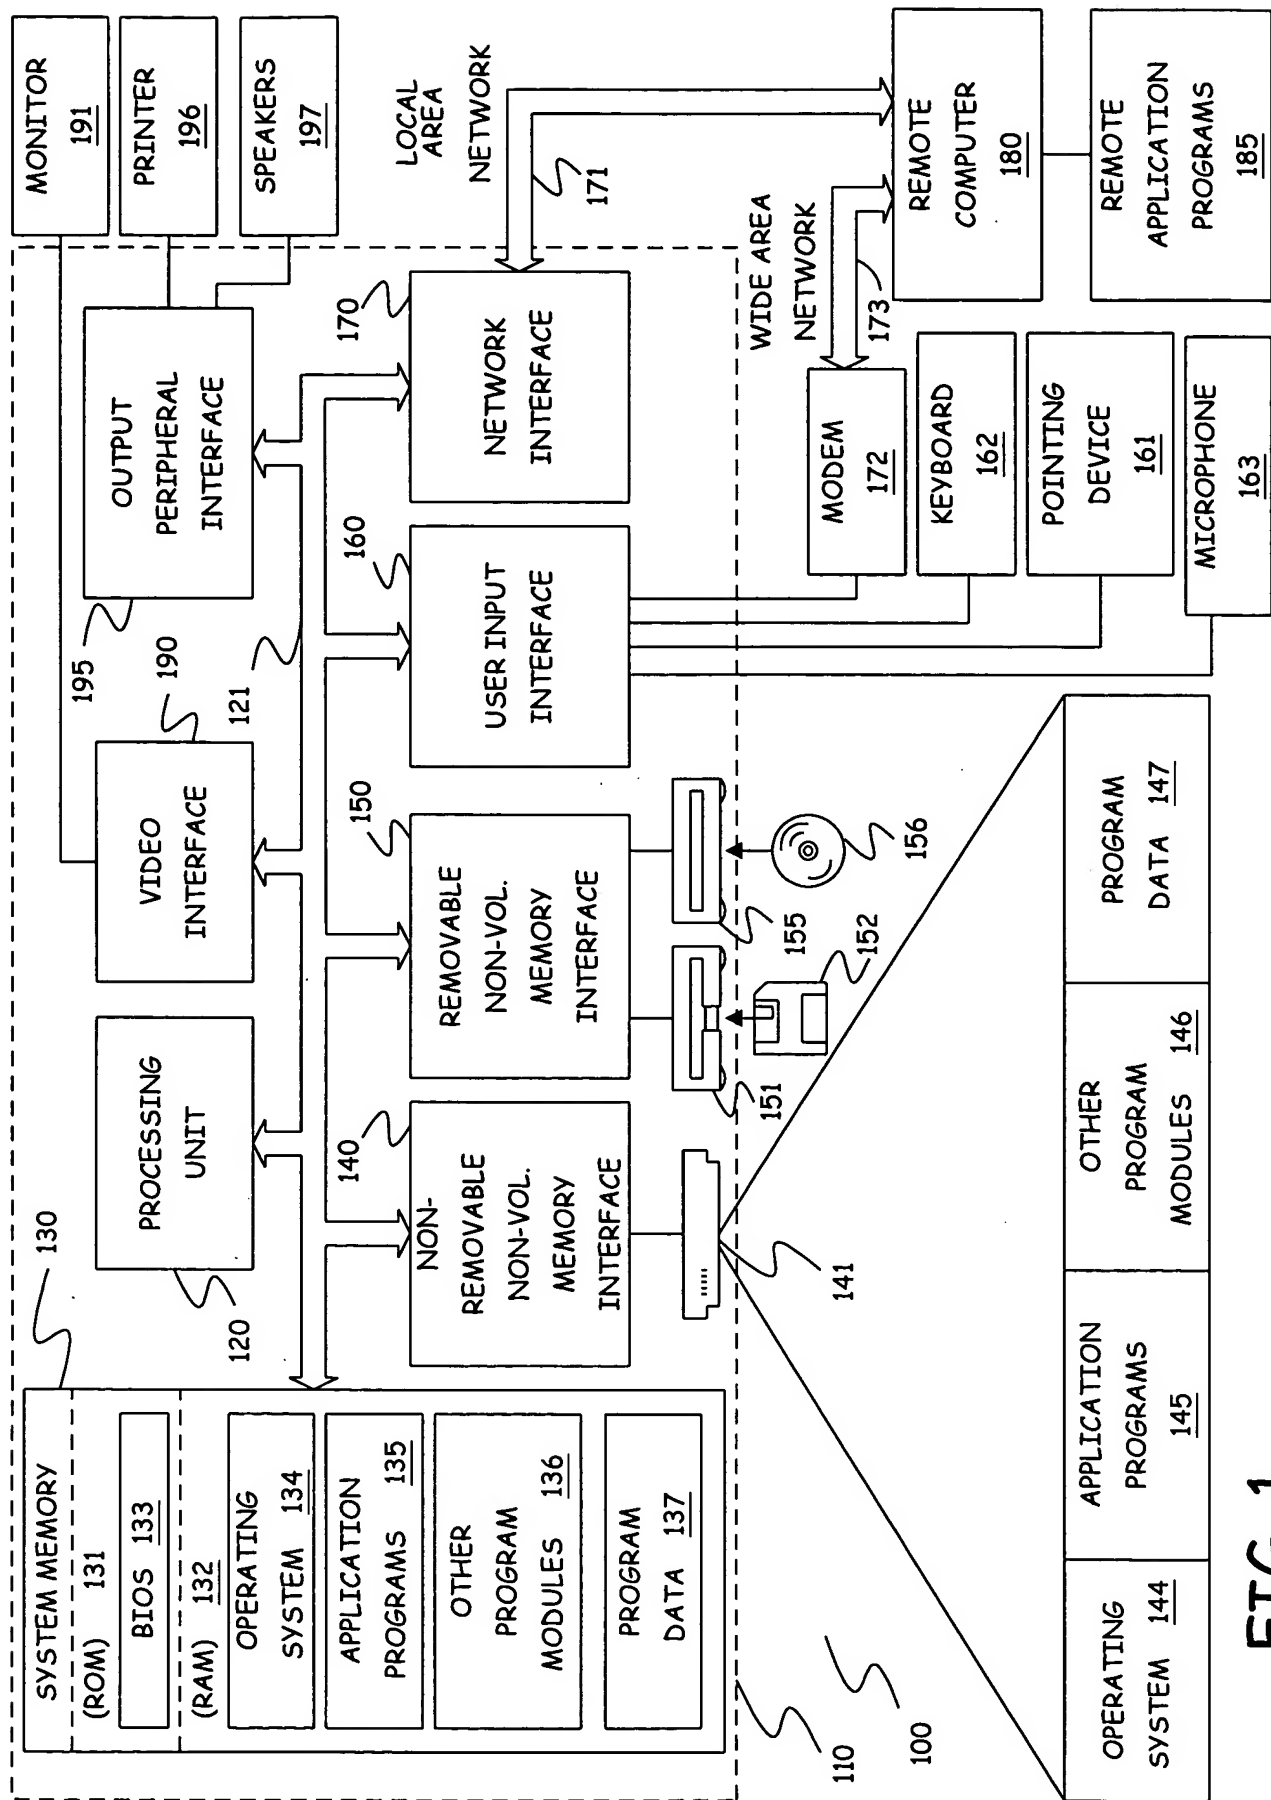 SYSTEM MEMORY
130
(ROM) 131
BIOS 133
(RAM) 132
OPERATING
SYSTEM 134
APPLICATION
PROGRAMS 135
OTHER
PROGRAM
MODULES 136
PROGRAM
DATA 137
PROCESSING
UNIT
120
VIDEO
INTERFACE
190
121
OUTPUT
PERIPHERAL
INTERFACE
195
MONITOR
191
PRINTER
196
SPEAKERS
197
NON-
REMOVABLE
NON-VOL.
MEMORY
INTERFACE
140
REMOVABLE
NON-VOL.
MEMORY
INTERFACE
150
USER INPUT
INTERFACE
160
NETWORK
INTERFACE
170
LOCAL
AREA
NETWORK
171
141
151
152
155
156
WIDE AREA
NETWORK
173
MODEM
172
KEYBOARD
162
POINTING
DEVICE
161
MICROPHONE
163
REMOTE
COMPUTER
180
REMOTE
APPLICATION
PROGRAMS
185
110
100
OPERATING
SYSTEM 144
APPLICATION
PROGRAMS
145
OTHER
PROGRAM
MODULES 146
PROGRAM
DATA 147
FIG. 1